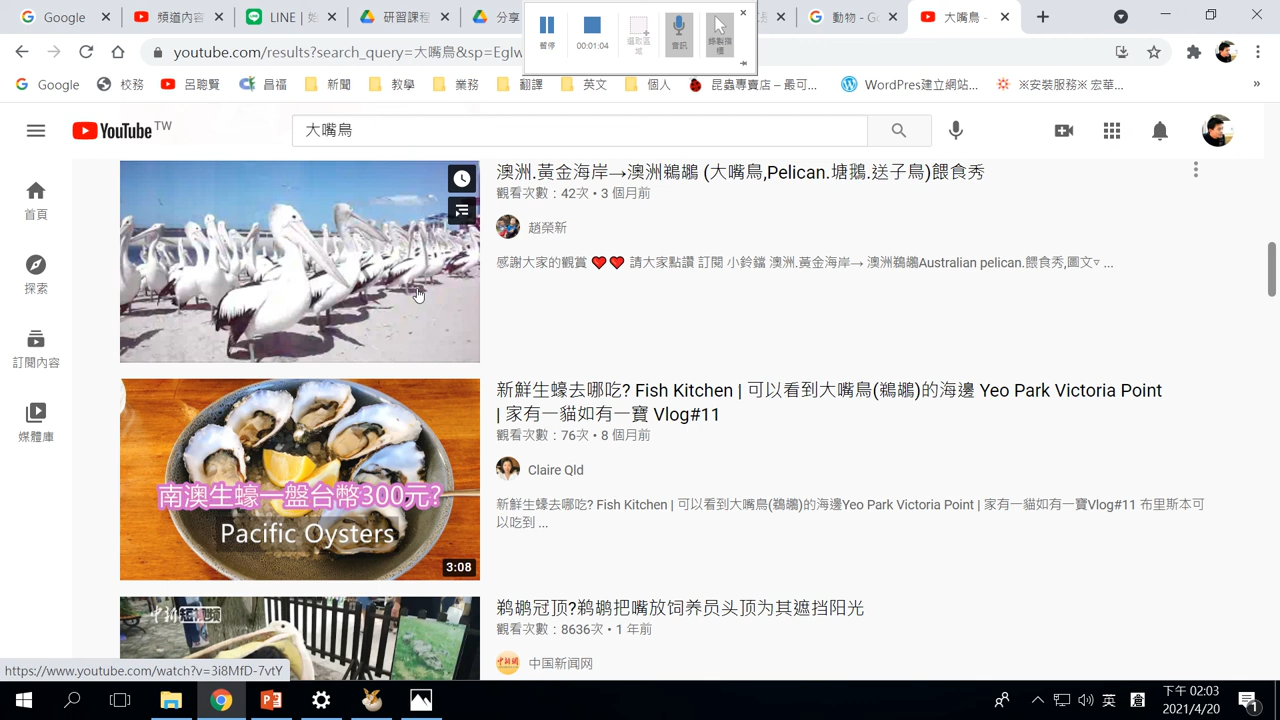 Google
頻道內容
LINE |
研習課程
分享
動物 - G
大嘴鳥 -
暫停
00:01:04
選取區域
音訊
錄製指標
youtube.com/results?search_query=大嘴鳥&sp=Eglw
Google
校務
呂聰賢
昌福
新聞
教學
業務
翻譯
英文
個人
昆蟲專賣店 – 最可...
WordPres建立網站...
※安裝服務※ 宏華...
»
YouTube TW
大嘴鳥
首頁
探索
訂閱內容
媒體庫
澳洲.黃金海岸→澳洲鵜鶘 (大嘴鳥,Pelican.塘鵝.送子鳥)餵食秀
觀看次數：42次 • 3 個月前
趙榮新
感謝大家的觀賞 ❤❤ 請大家點讚 訂閱 小鈴鐺 澳洲.黃金海岸→ 澳洲鵜鶘Australian pelican.餵食秀,圖文▿ ...
南澳生蠔一盤台幣300元?
Pacific Oysters
3:08
新鮮生蠔去哪吃? Fish Kitchen | 可以看到大嘴鳥(鵜鶘)的海邊 Yeo Park Victoria Point
| 家有一貓如有一寶 Vlog#11
觀看次數：76次 • 8 個月前
Claire Qld
新鮮生蠔去哪吃? Fish Kitchen | 可以看到大嘴鳥(鵜鶘)的海邊Yeo Park Victoria Point | 家有一貓如有一寶Vlog#11 布里斯本可
以吃到 ...
鹈鹕冠顶?鹈鹕把嘴放饲养员头顶为其遮挡阳光
觀看次數：8636次 • 1 年前
中国新闻网
https://www.youtube.com/watch?v=3i8MfD-7vtY
英
下午 02:03
2021/4/20
1